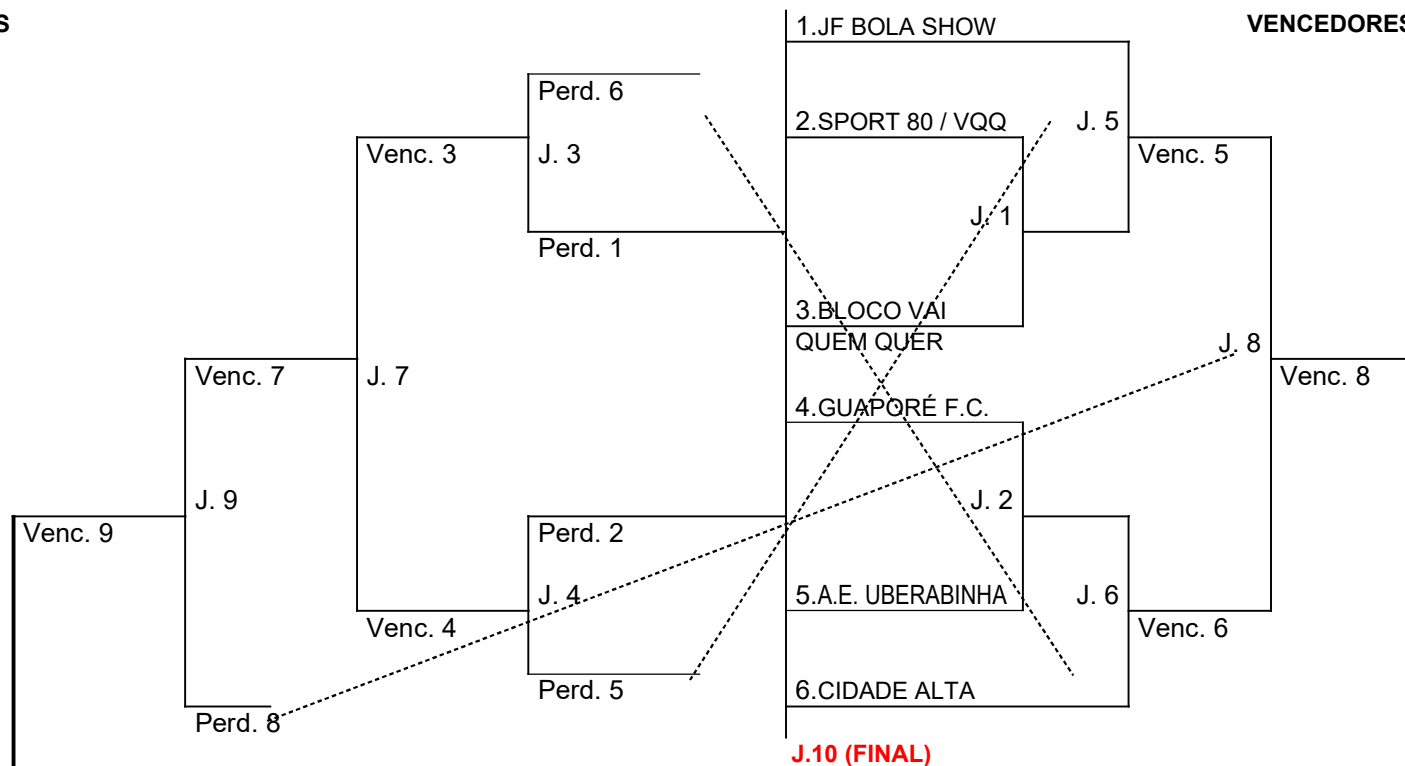 S
VENCEDORES
1.JF BOLA SHOW
Perd. 6
2.SPORT 80 / VQQ
J. 5
Venc. 3
J. 3
Venc. 5
J. 1
Perd. 1
3.BLOCO VAI
QUEM QUER
J. 8
Venc. 7
J. 7
Venc. 8
4.GUAPORÉ F.C.
J. 9
J. 2
Venc. 9
Perd. 2
J. 4
5.A.E. UBERABINHA
J. 6
Venc. 4
Venc. 6
Perd. 5
6.CIDADE ALTA
Perd. 8
J.10 (FINAL)